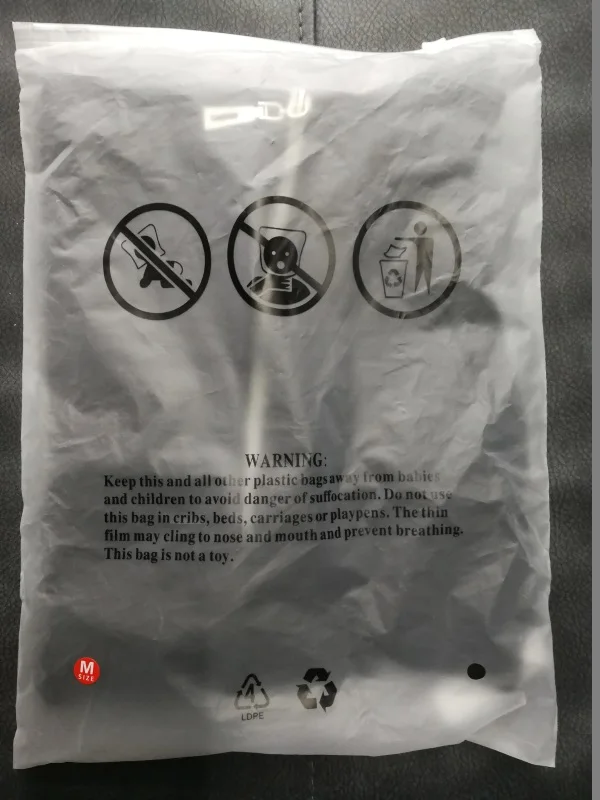 WARNING:
Keep this and all other plastic bags away from babies
and children to avoid danger of suffocation. Do not use
this bag in cribs, beds, carriages or playpens. The thin
film may cling to nose and mouth and prevent breathing.
This bag is not a toy.
M
SIZE
4
LDPE